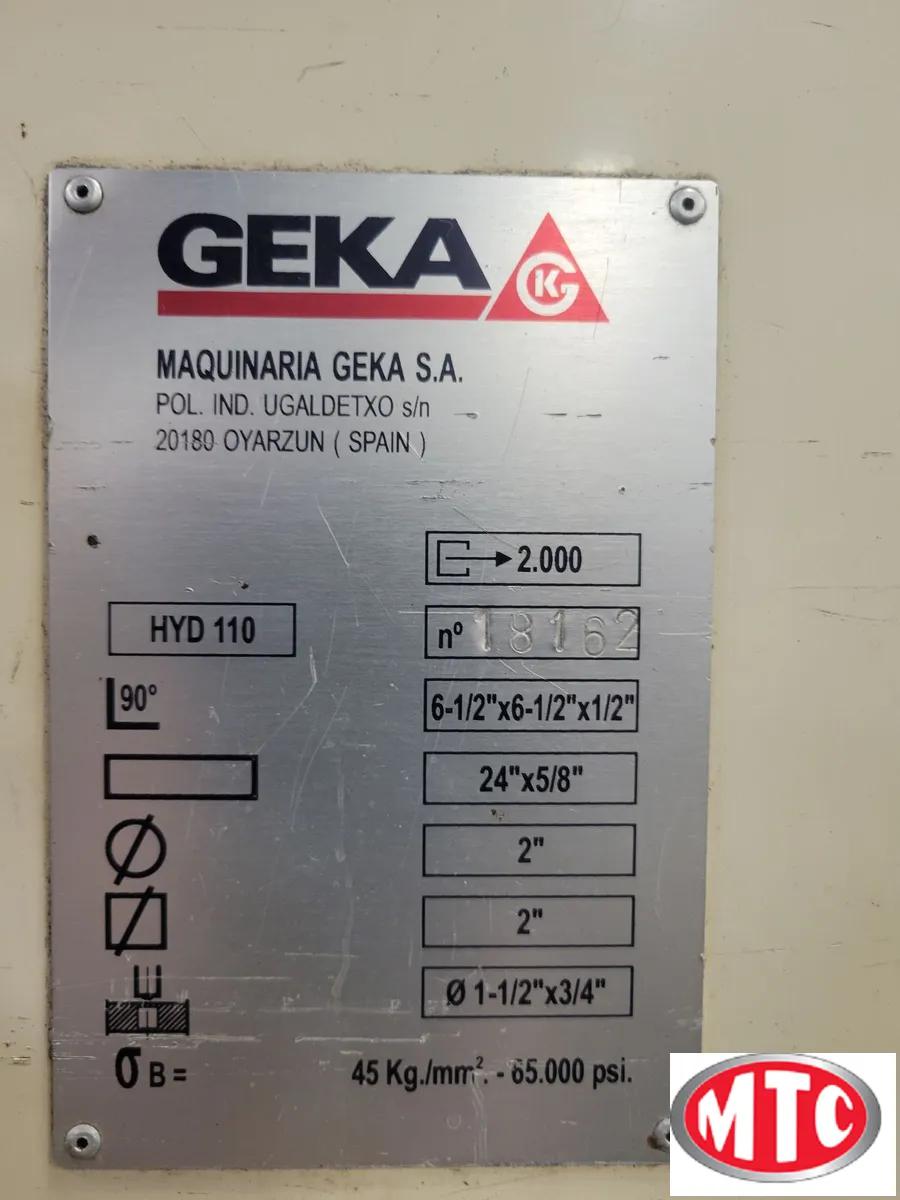 GEKA
GK
MAQUINARIA GEKA S.A.
POL. IND. UGALDETXO s/n
20180 OYARZUN ( SPAIN )
2.000
HYD 110
nº 18162
90°
6-1/2"x6-1/2"x1/2"
24"x5/8"
2"
2"
Ø 1-1/2"x3/4"
σ B = 45 Kg./mm². - 65.000 psi.
MTC